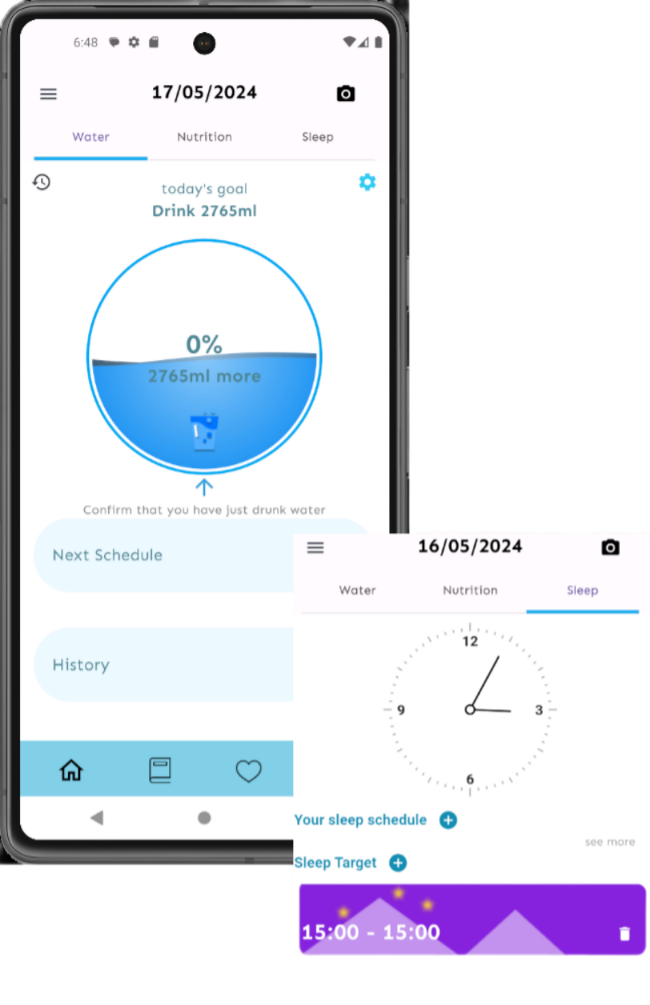 6:48
17/05/2024
Water Nutrition Sleep
today's goal
Drink 2765ml
0%
2765ml more
Confirm that you have just drunk water
Next Schedule
History
16/05/2024
Water Nutrition Sleep
12
9 3
6
Your sleep schedule
see more
Sleep Target
15:00 - 15:00